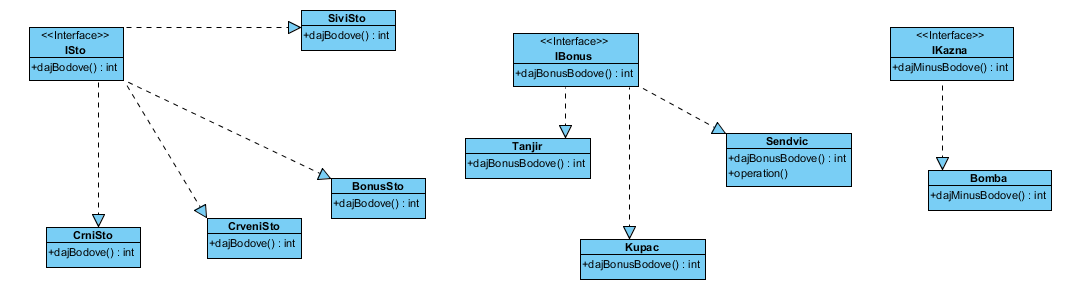 <<Interface>>
ISto
+dajBodove() : int
SiviSto
+dajBodove() : int
BonusSto
+dajBodove() : int
CrveniSto
+dajBodove() : int
CrniSto
+dajBodove() : int
<<Interface>>
IBonus
+dajBonusBodove() : int
Tanjir
+dajBonusBodove() : int
Sendvic
+dajBonusBodove() : int
+operation()
Kupac
+dajBonusBodove() : int
<<Interface>>
IKazna
+dajMinusBodove() : int
Bomba
+dajMinusBodove() : int